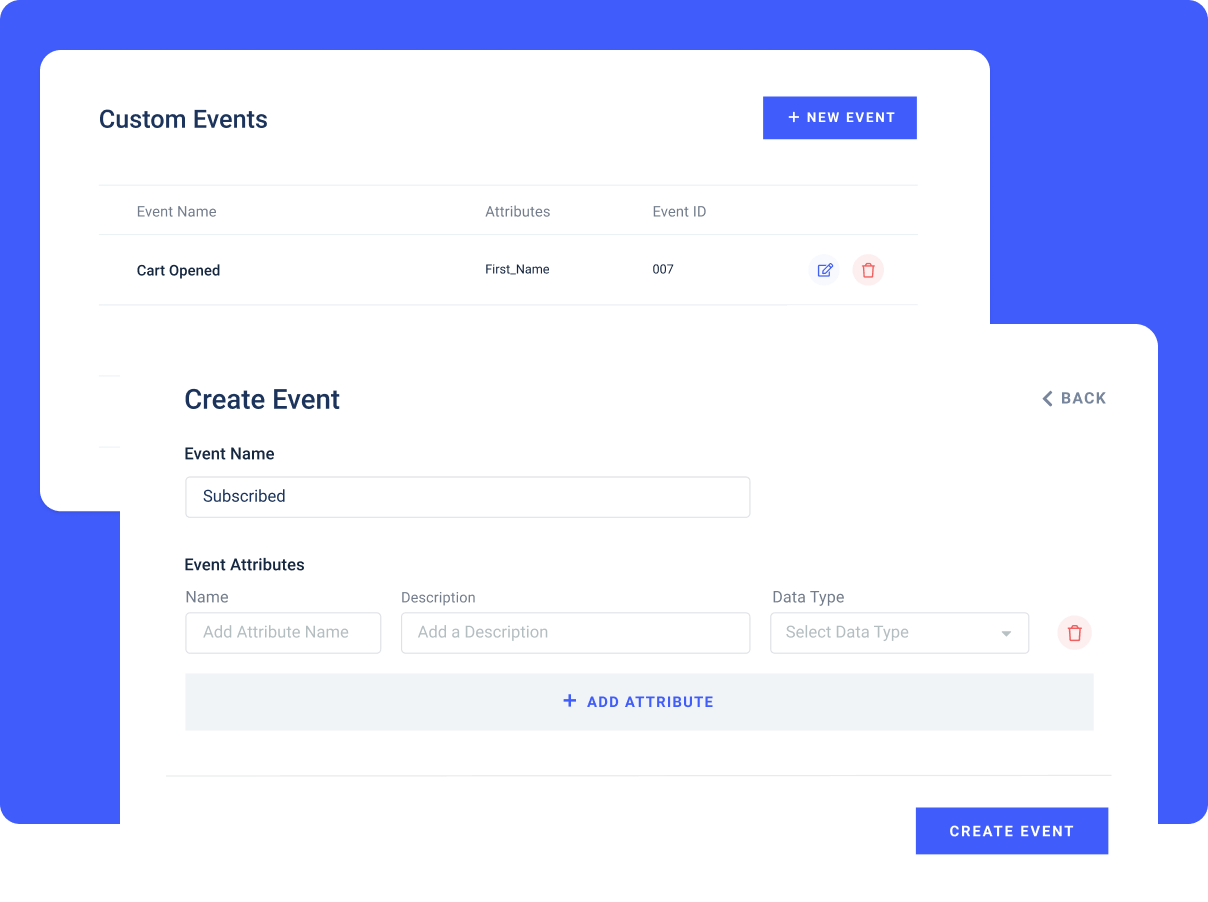 Custom Events
+ NEW EVENT
Event Name Attributes Event ID
Cart Opened First_Name 007
Create Event
BACK
Event Name
Subscribed
Event Attributes
Name Description Data Type
Add Attribute Name Add a Description Select Data Type
+ ADD ATTRIBUTE
CREATE EVENT